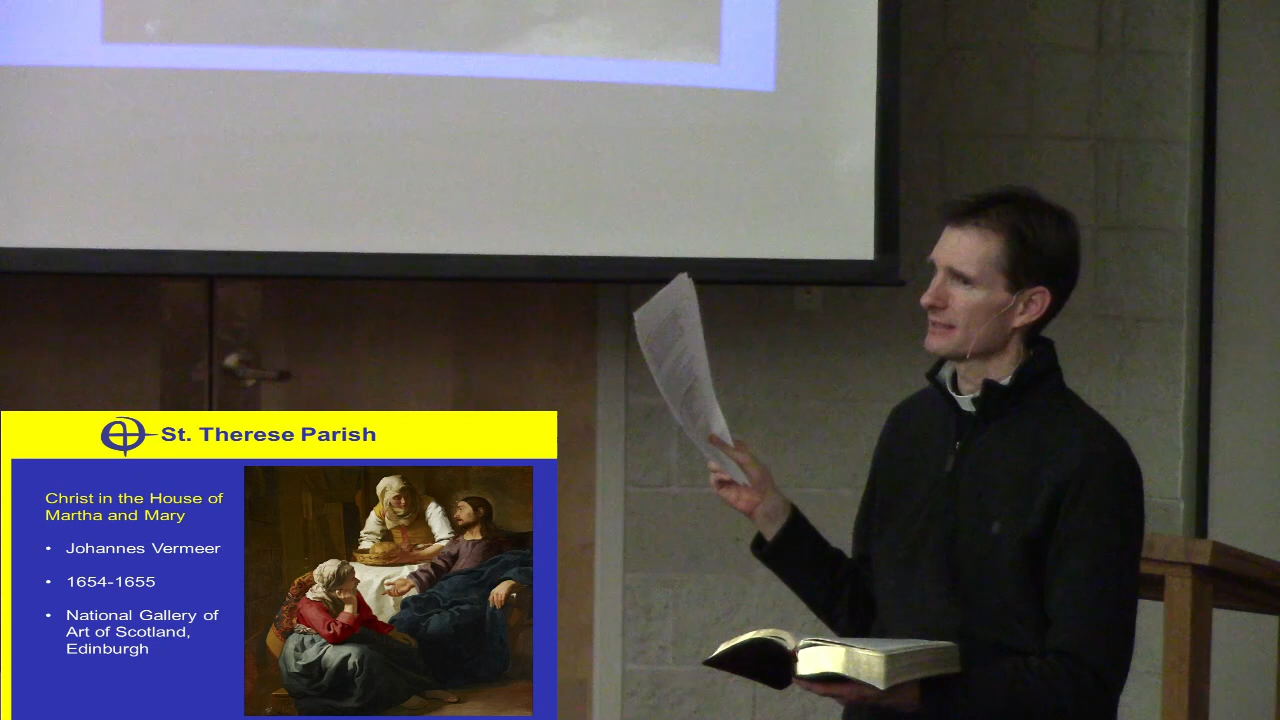 St. Therese Parish
Christ in the House of
Martha and Mary
• Johannes Vermeer
• 1654-1655
• National Gallery of
Art of Scotland,
Edinburgh